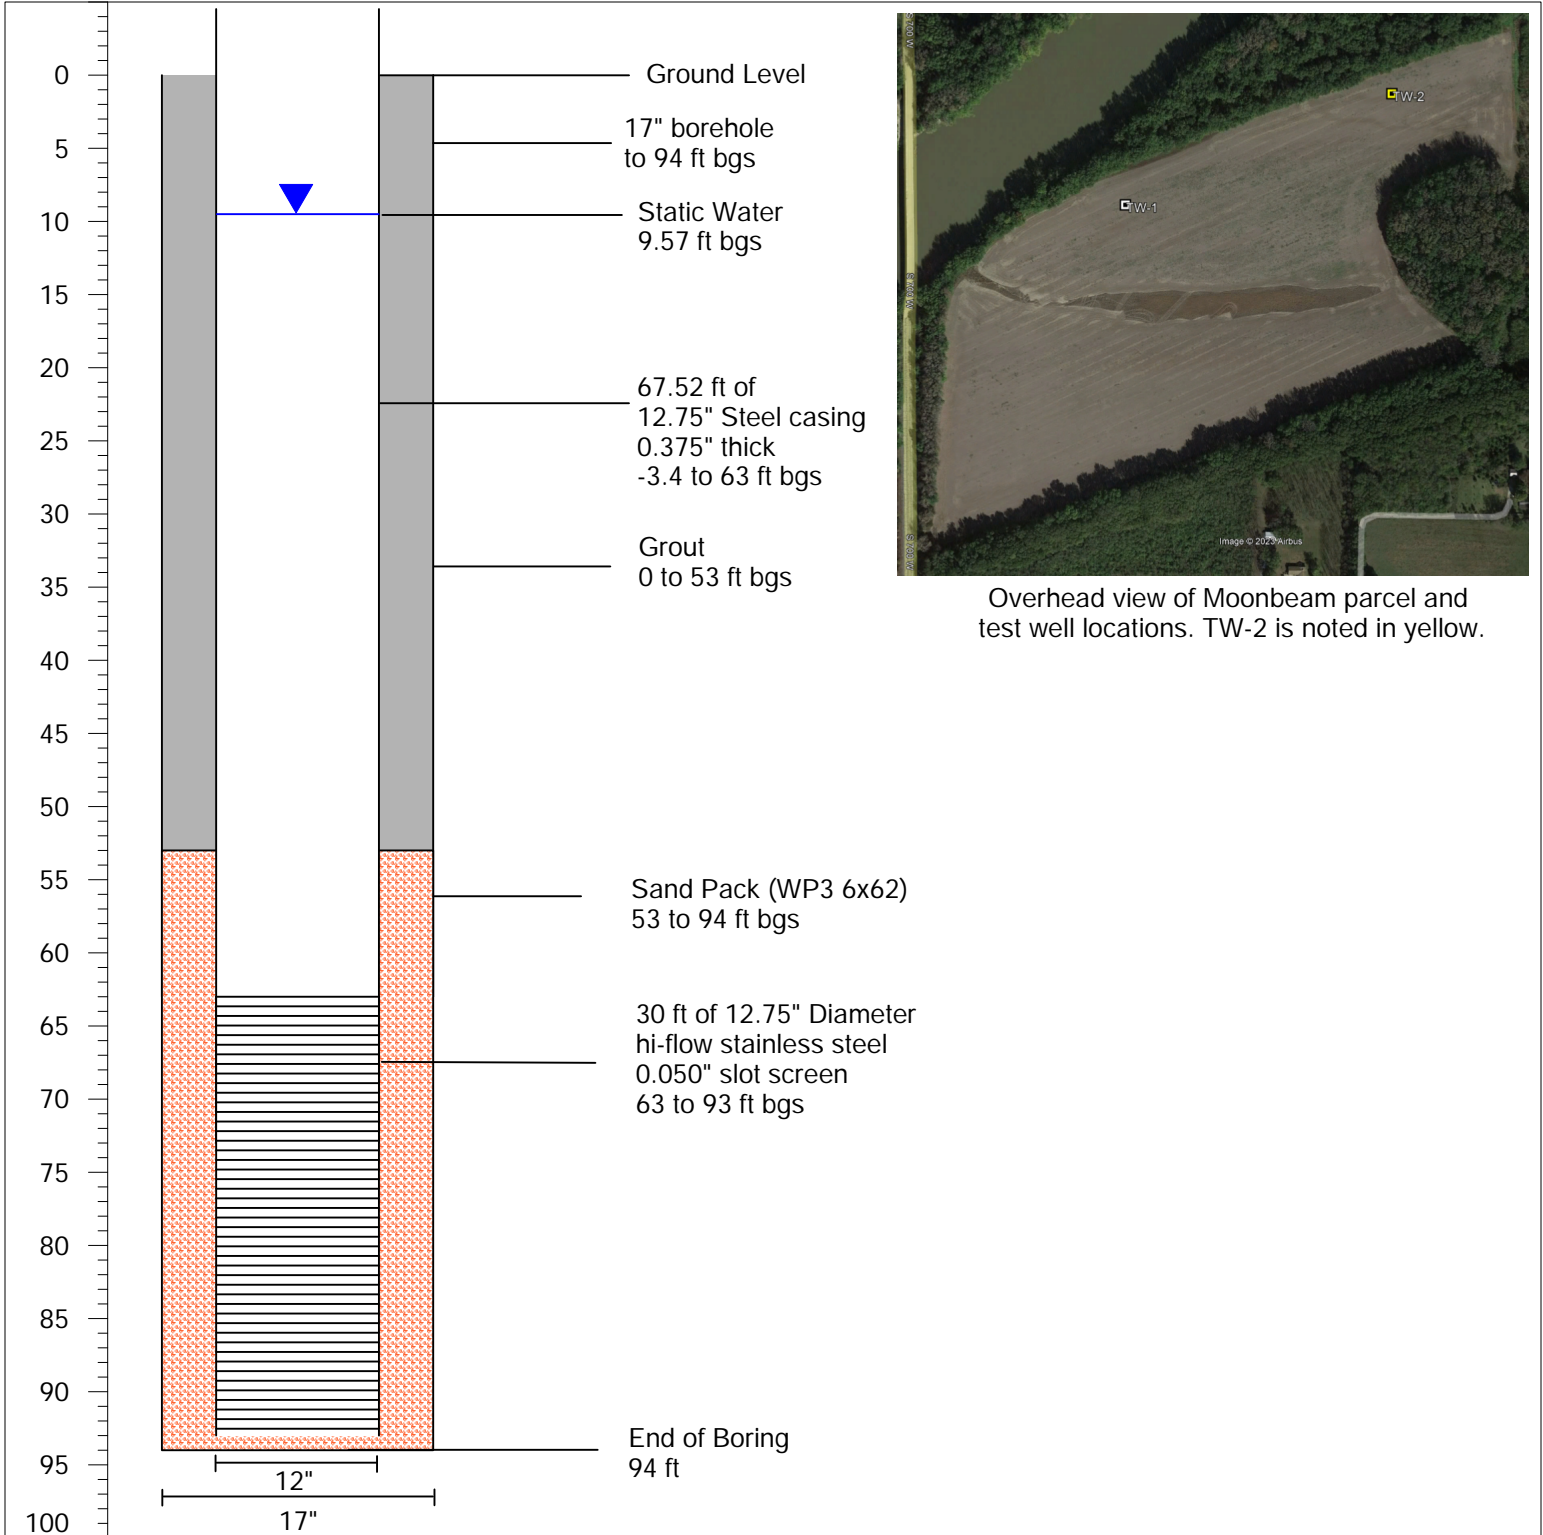 0
5
10
15
20
25
30
35
40
45
50
55
60
65
70
75
80
85
90
95
100
Ground Level
17" borehole
to 94 ft bgs
Static Water
9.57 ft bgs
67.52 ft of
12.75" Steel casing
0.375" thick
-3.4 to 63 ft bgs
Grout
0 to 53 ft bgs
Sand Pack (WP3 6x62)
53 to 94 ft bgs
30 ft of 12.75" Diameter
hi-flow stainless steel
0.050" slot screen
63 to 93 ft bgs
End of Boring
94 ft
12"
17"
S 700 W
TW-2
TW-1
S 700 W
S 700 W
Image © 2023 Airbus
Overhead view of Moonbeam parcel and
test well locations. TW-2 is noted in yellow.